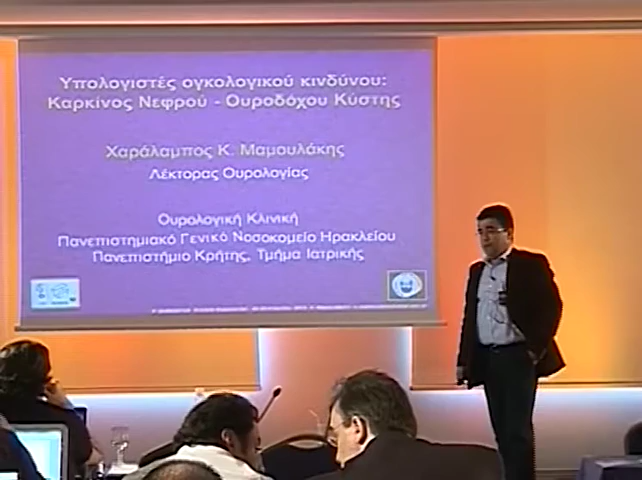 Υπολογιστές ογκολογικού κινδύνου:
Καρκίνος Νεφρού - Ουροδόχου Κύστης
Χαράλαμπος Κ. Μαμουλάκης
Λέκτορας Ουρολογίας
Ουρολογική Κλινική
Πανεπιστημιακό Γενικό Νοσοκομείο Ηρακλείου
Πανεπιστήμιο Κρήτης, Τμήμα Ιατρικής